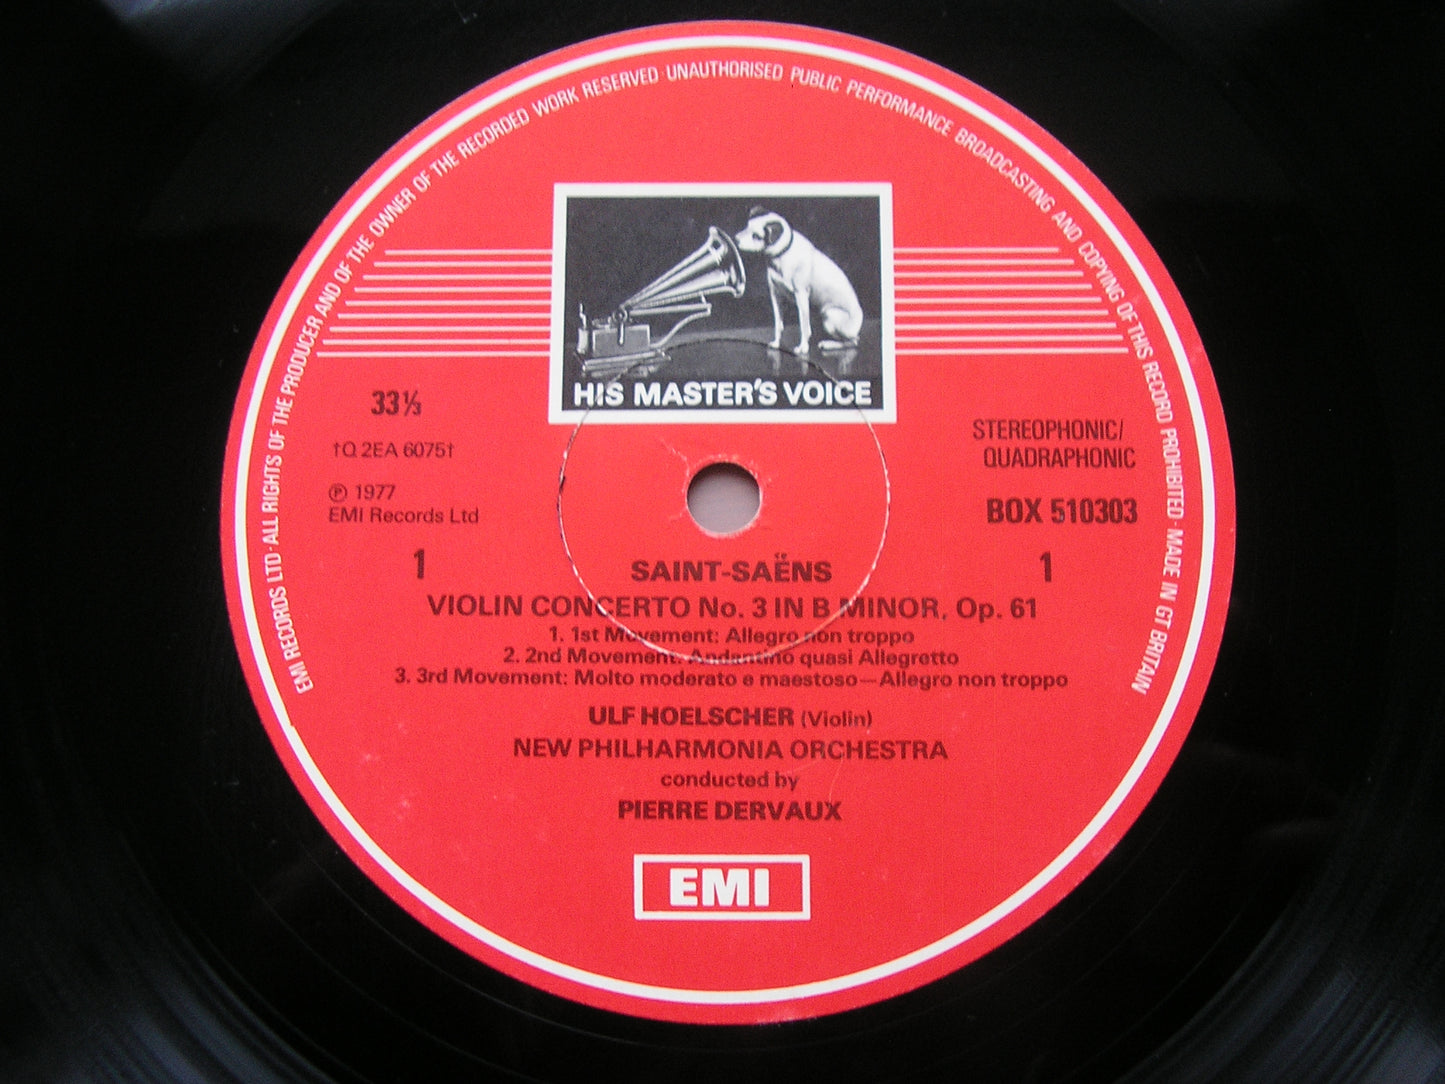 EMI RECORDS LTD · ALL RIGHTS OF THE PRODUCER AND OF THE OWNER OF THE RECORDED WORK RESERVED · UNAUTHORISED PUBLIC PERFORMANCE BROADCASTING AND COPYING OF THIS RECORD PROHIBITED · MADE IN GT BRITAIN
HIS MASTER'S VOICE
33⅓
†Q 2EA 6075†
℗ 1977
EMI Records Ltd
1
STEREOPHONIC/
QUADRAPHONIC
BOX 510303
1
SAINT-SAËNS
VIOLIN CONCERTO No. 3 IN B MINOR, Op. 61
1. 1st Movement: Allegro non troppo
2. 2nd Movement: Andantino quasi Allegretto
3. 3rd Movement: Molto moderato e maestoso—Allegro non troppo
ULF HOELSCHER (Violin)
NEW PHILHARMONIA ORCHESTRA
conducted by
PIERRE DERVAUX
EMI